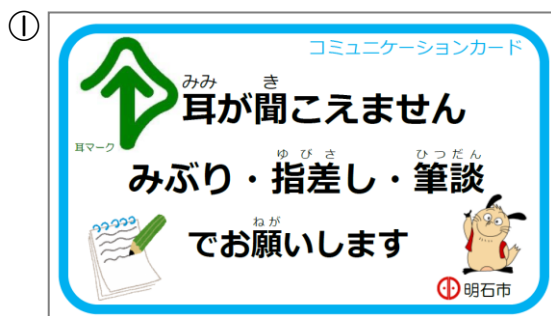 ①
コミュニケーションカード
みみ き
耳が聞こえません
耳マーク
ゆびさ ひつだん
みぶり・指差し・筆談
ねが
でお願いします
明石市